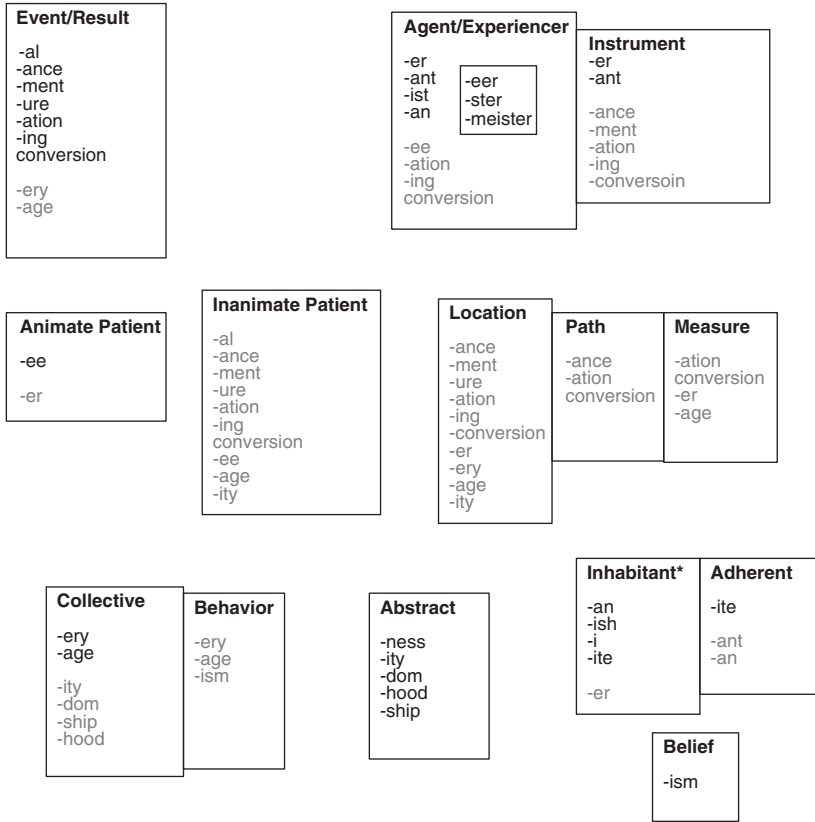 Event/Result
-al
-ance
-ment
-ure
-ation
-ing
conversion
-ery
-age
Agent/Experiencer
-er
-ant
-ist
-an
-eer
-ster
-meister
-ee
-ation
-ing
conversion
Instrument
-er
-ant
-ance
-ment
-ation
-ing
-conversoin
Animate Patient
-ee
-er
Inanimate Patient
-al
-ance
-ment
-ure
-ation
-ing
conversion
-ee
-age
-ity
Location
-ance
-ment
-ure
-ation
-ing
-conversion
-er
-ery
-age
-ity
Path
-ance
-ation
conversion
Measure
-ation
conversion
-er
-age
Collective
-ery
-age
-ity
-dom
-ship
-hood
Behavior
-ery
-age
-ism
Abstract
-ness
-ity
-dom
-hood
-ship
Inhabitant*
-an
-ish
-i
-ite
-er
Adherent
-ite
-ant
-an
Belief
-ism